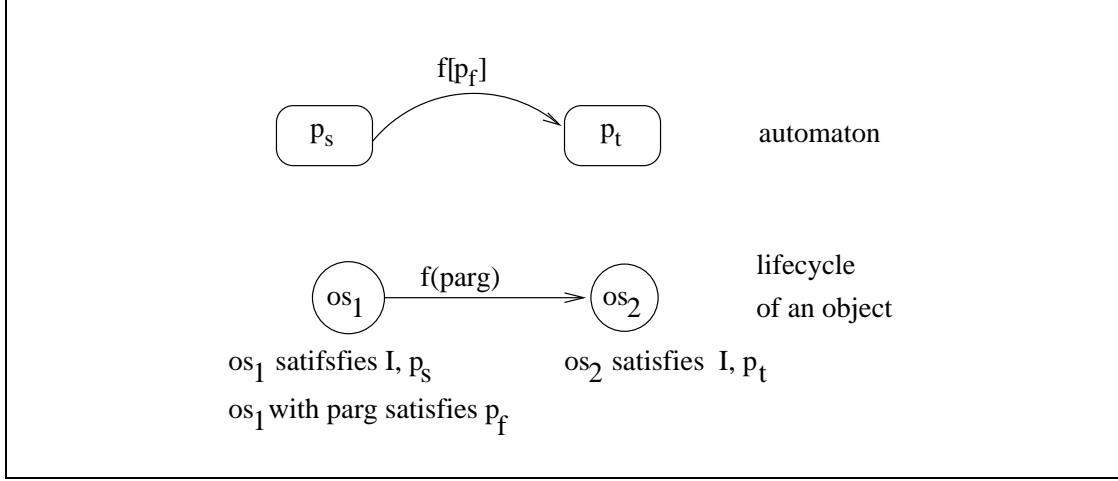 f[p_f]
p_s
p_t
automaton
lifecycle
f(parg)
os_1
os_2
of an object
os_1 satifsfies I, p_s
os_2 satisfies I, p_t
os_1 with parg satisfies p_f